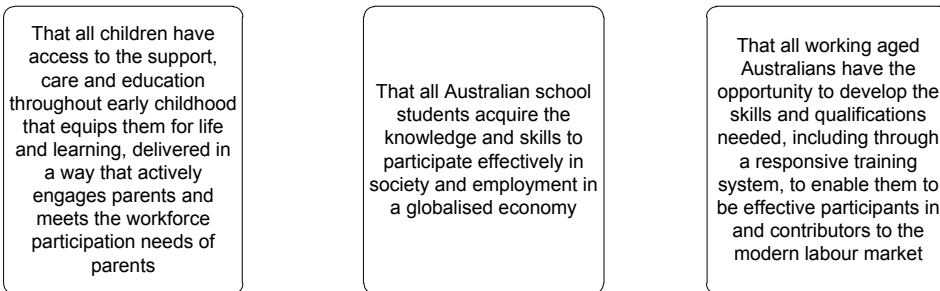 That all children have
access to the support,
care and education
throughout early childhood
that equips them for life
and learning, delivered in
a way that actively
engages parents and
meets the workforce
participation needs of
parents
That all Australian school
students acquire the
knowledge and skills to
participate effectively in
society and employment in
a globalised economy
That all working aged
Australians have the
opportunity to develop the
skills and qualifications
needed, including through
a responsive training
system, to enable them to
be effective participants in
and contributors to the
modern labour market